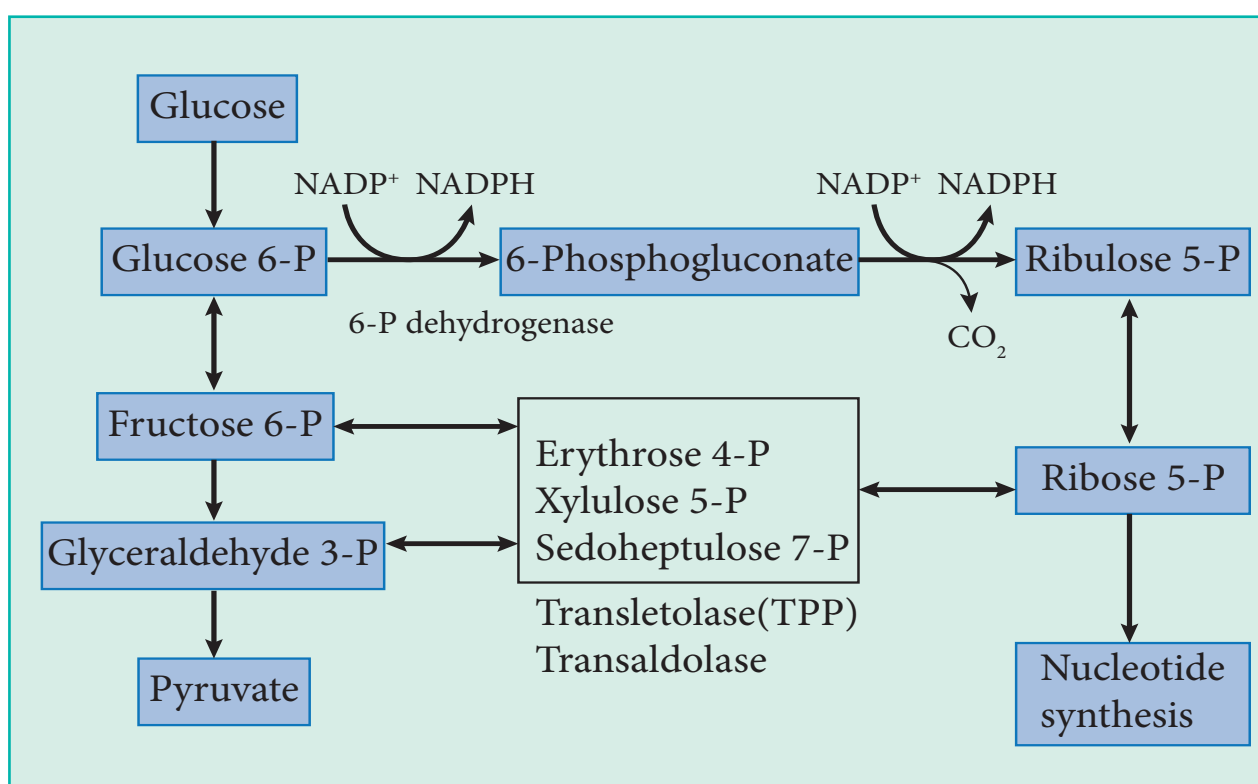 Glucose
NADP⁺ NADPH
NADP⁺ NADPH
Glucose 6-P
6-Phosphogluconate
Ribulose 5-P
6-P dehydrogenase
CO₂
Fructose 6-P
Erythrose 4-P
Xylulose 5-P
Sedoheptulose 7-P
Ribose 5-P
Glyceraldehyde 3-P
Transletolase(TPP)
Transaldolase
Pyruvate
Nucleotide
synthesis